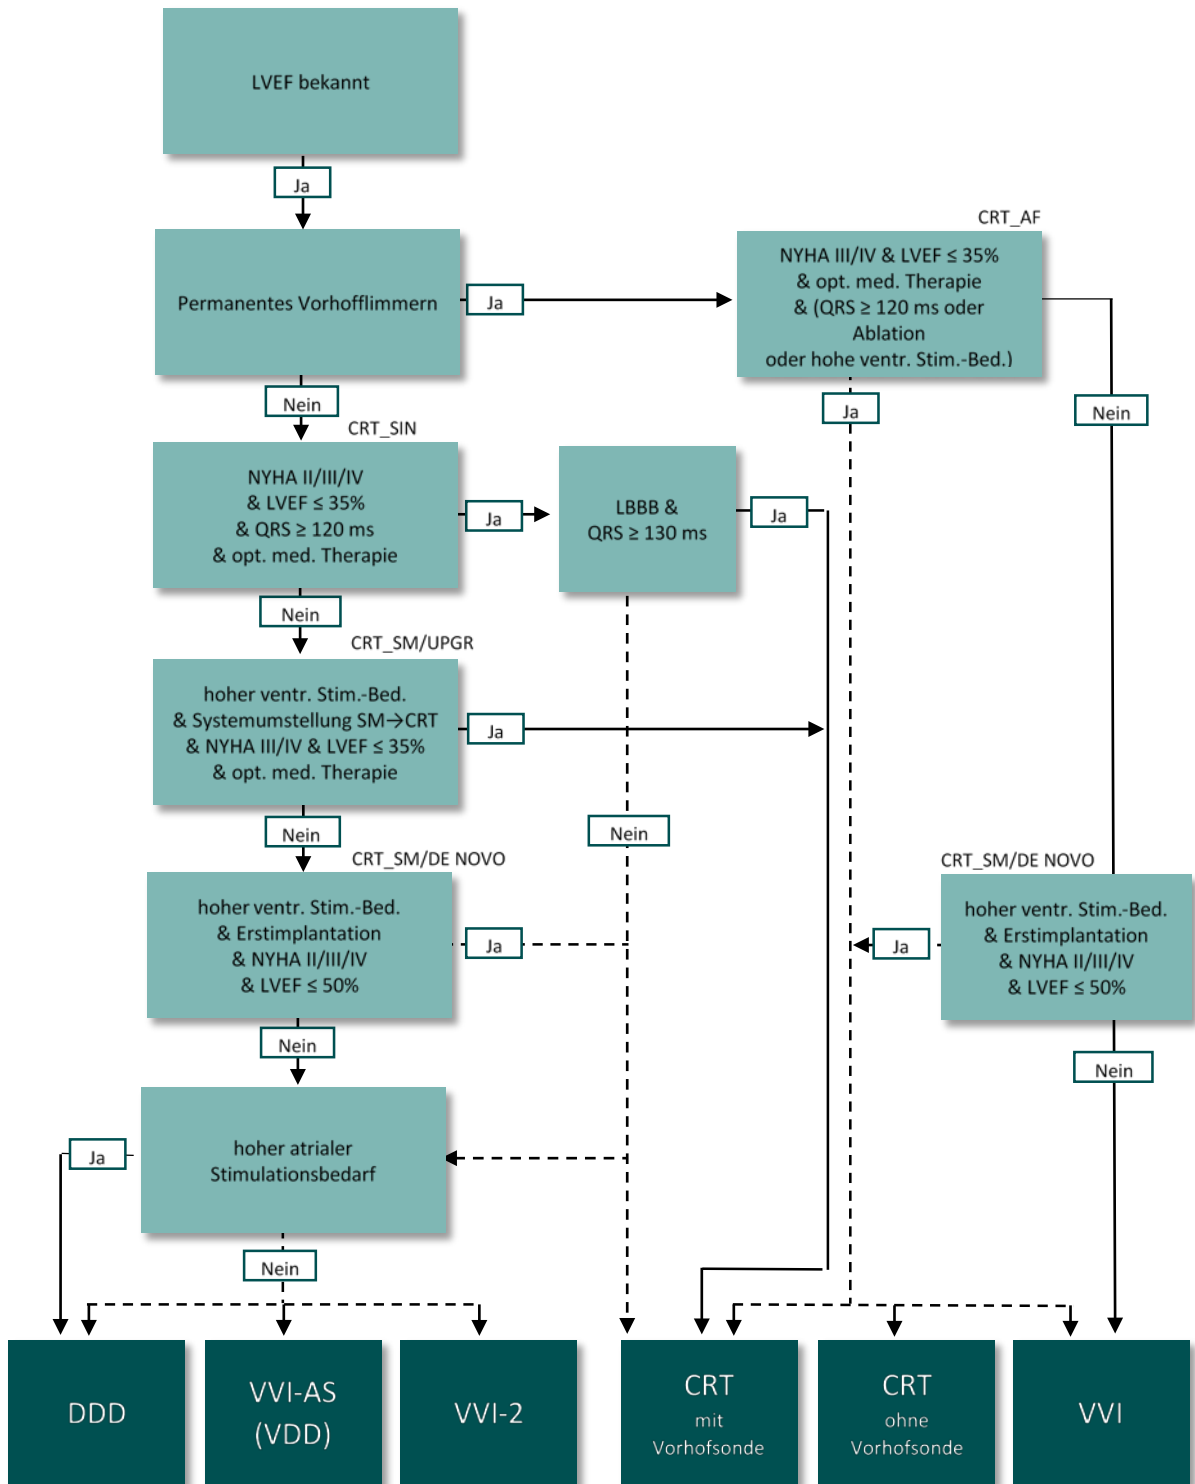 LVEF bekannt
Ja
Permanentes Vorhofflimmern
Ja
CRT_AF
NYHA III/IV & LVEF ≤ 35%
& opt. med. Therapie
& (QRS ≥ 120 ms oder
Ablation
oder hohe ventr. Stim.-Bed.)
Nein
Ja
Nein
CRT_SIN
NYHA II/III/IV
& LVEF ≤ 35%
& QRS ≥ 120 ms
& opt. med. Therapie
Ja
LBBB &
QRS ≥ 130 ms
Ja
Nein
CRT_SM/UPGR
hoher ventr. Stim.-Bed.
& Systemumstellung SM→CRT
& NYHA III/IV & LVEF ≤ 35%
& opt. med. Therapie
Ja
Nein
Nein
CRT_SM/DE NOVO
hoher ventr. Stim.-Bed.
& Erstimplantation
& NYHA II/III/IV
& LVEF ≤ 50%
Ja
CRT_SM/DE NOVO
hoher ventr. Stim.-Bed.
& Erstimplantation
& NYHA II/III/IV
& LVEF ≤ 50%
Ja
Nein
Nein
hoher atrialer
Stimulationsbedarf
Ja
Nein
DDD
VVI-AS
(VDD)
VVI-2
CRT
mit
Vorhofsonde
CRT
ohne
Vorhofsonde
VVI